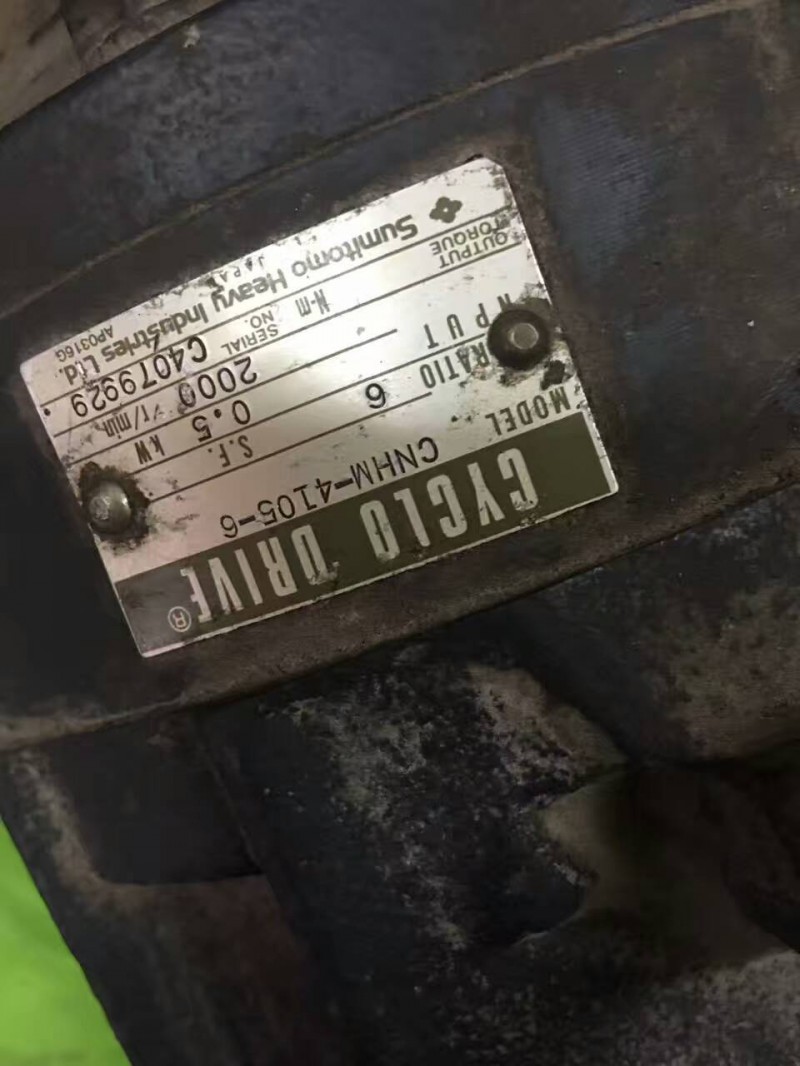 CYCLO DRIVE®
MODEL CNHM-4105-6
RATIO 6 S.F.
INPUT 0.5 kW 2000 r/min
OUTPUT TORQUE N-m SERIAL NO. C4079929
Sumitomo Heavy Industries Ltd.
JAPAN AP0316G